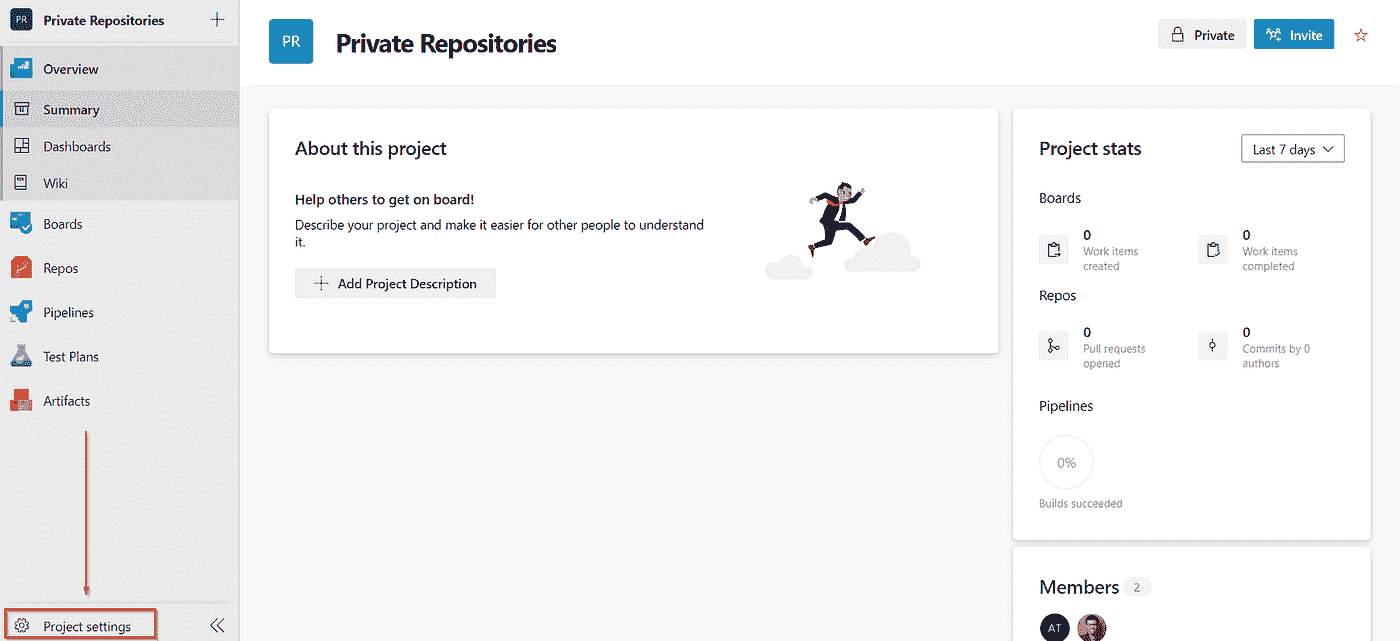 PR Private Repositories
Overview
Summary
Dashboards
Wiki
Boards
Repos
Pipelines
Test Plans
Artifacts
Project settings
PR
Private Repositories
Private
Invite
About this project
Help others to get on board!
Describe your project and make it easier for other people to understand
it.
Add Project Description
Project stats
Last 7 days
Boards
0
Work items
created
0
Work items
completed
Repos
0
Pull requests
opened
0
Commits by 0
authors
Pipelines
0%
Builds succeeded
Members 2
AT